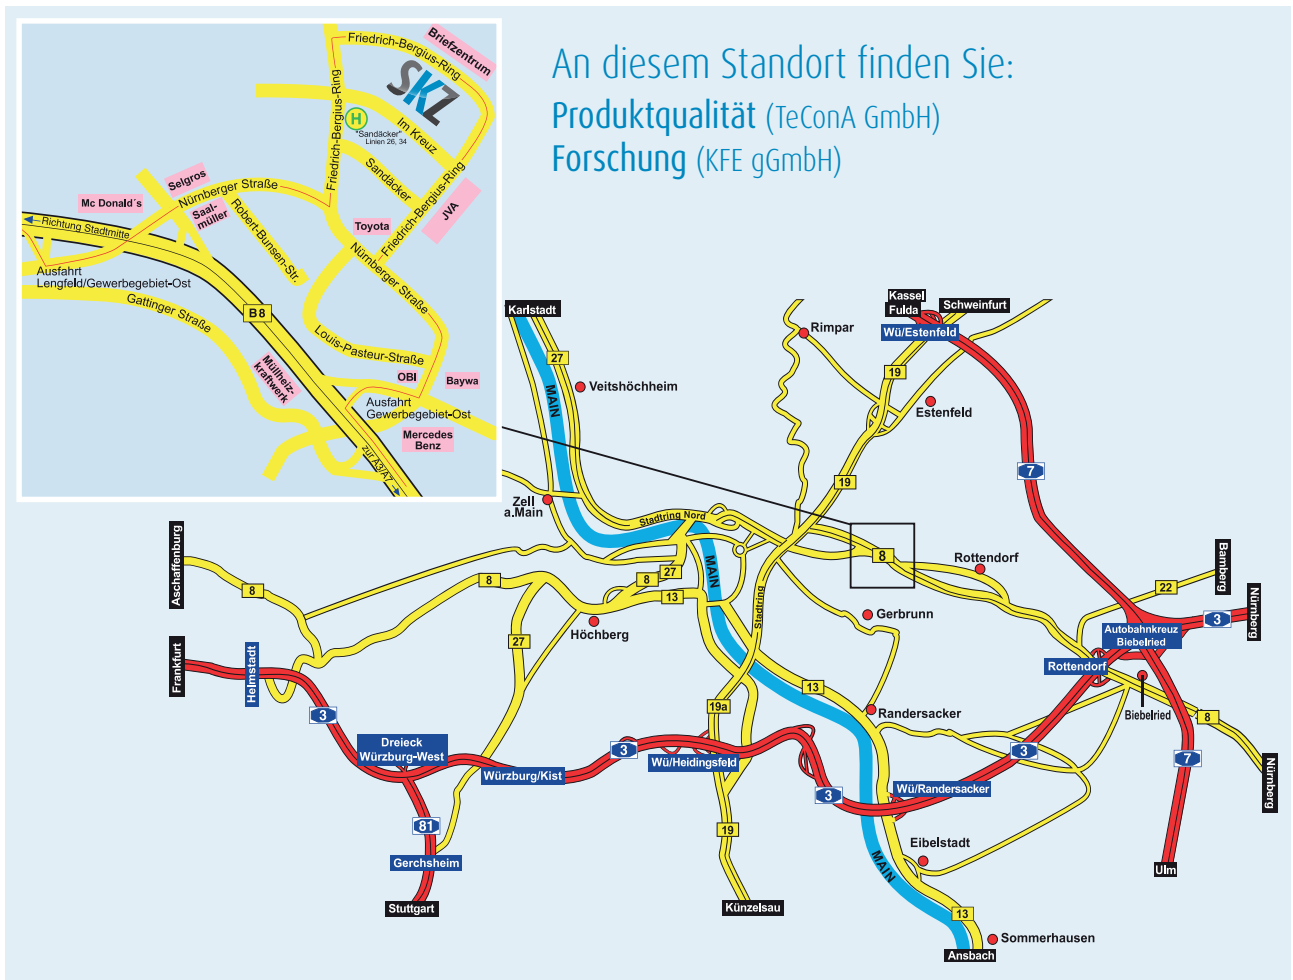 An diesem Standort finden Sie:
Produktqualität (TeConA GmbH)
Forschung (KFE gGmbH)
Friedrich-Bergius-Ring
Briefzentrum
SKZ
Friedrich-Bergius-Ring
H
"Sandäcker"
Linien 26, 34
Im Kreuz
Sandäcker
Friedrich-Bergius-Ring
JVA
Selgros
Mc Donald´s
Nürnberger Straße
Saal-
müller
Robert-Bunsen-Str.
Toyota
Richtung Stadtmitte
Ausfahrt
Lengfeld/Gewerbegebiet-Ost
Nürnberger Straße
Gattinger Straße
B 8
Louis-Pasteur-Straße
Müllheiz-
kraftwerk
OBI
Baywa
Ausfahrt
Gewerbegebiet-Ost
Mercedes
Benz
zur A3/A7
Karlstadt
Kassel
Fulda
Schweinfurt
Wü/Estenfeld
Rimpar
27
MAIN
Veitshöchheim
19
Estenfeld
7
19
Zell
a.Main
Stadtring Nord
Aschaffenburg
8
Rottendorf
Bamberg
MAIN
8
8
27
8
22
13
Stadtring
Nürnberg
Höchberg
Gerbrunn
3
Autobahnkreuz
Biebelried
27
Frankfurt
Helmstadt
Rottendorf
13
19a
Randersacker
Biebelried
8
3
Dreieck
Würzburg-West
3
3
7
Wü/Heidingsfeld
Würzburg/Kist
Nürnberg
3
Wü/Randersacker
81
19
Eibelstadt
Gerchsheim
MAIN
Ulm
Stuttgart
Künzelsau
13
Sommerhausen
Ansbach